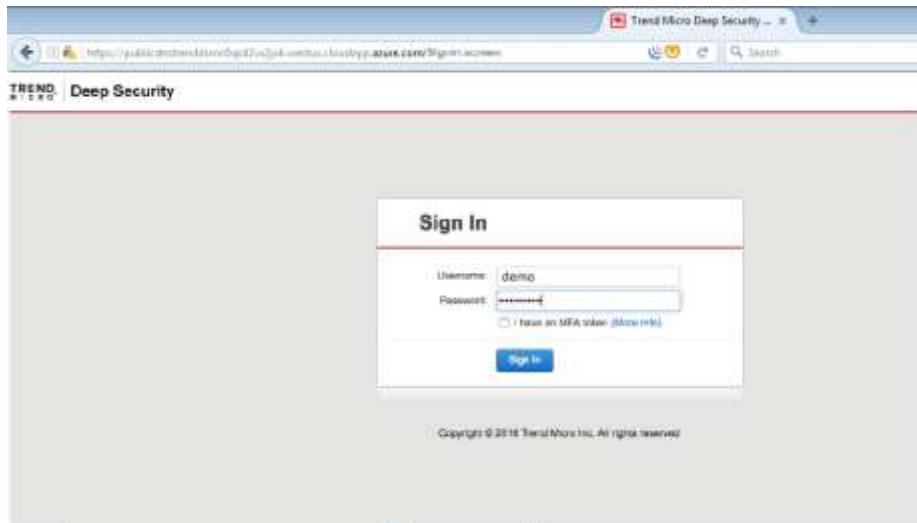 Trend Micro Deep Security ...
Search
TREND MICRO Deep Security
Sign In
Username
demo
Password
I have an MFA token (More Info)
Sign In
Copyright © 2016 Trend Micro Inc. All rights reserved